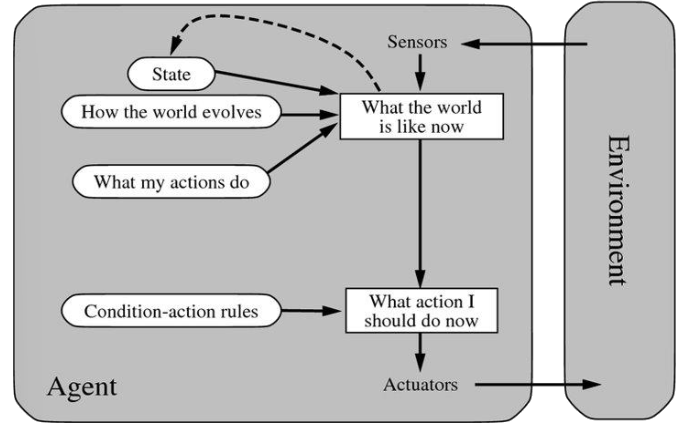 Sensors
State
How the world evolves
What the world
is like now
What my actions do
Environment
Condition-action rules
What action I
should do now
Agent
Actuators